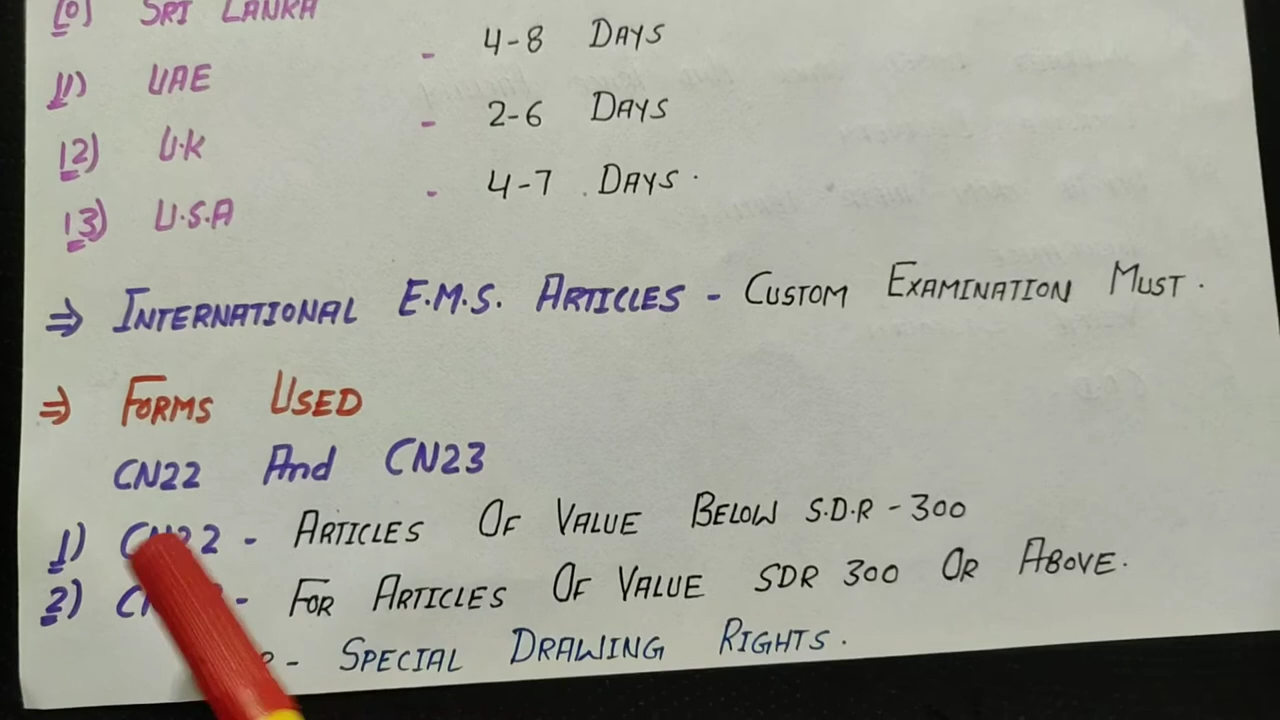 10) SRI LANKA
11) UAE - 4-8 DAYS
12) U.K - 2-6 DAYS
13) U.S.A - 4-7 DAYS.
⇒ INTERNATIONAL E.M.S. ARTICLES - CUSTOM EXAMINATION MUST.
⇒ FORMS USED
CN22 And CN23
1) CN22 - ARTICLES OF VALUE BELOW S.D.R - 300
2) - FOR ARTICLES OF VALUE SDR 300 OR ABOVE.
- SPECIAL DRAWING RIGHTS.